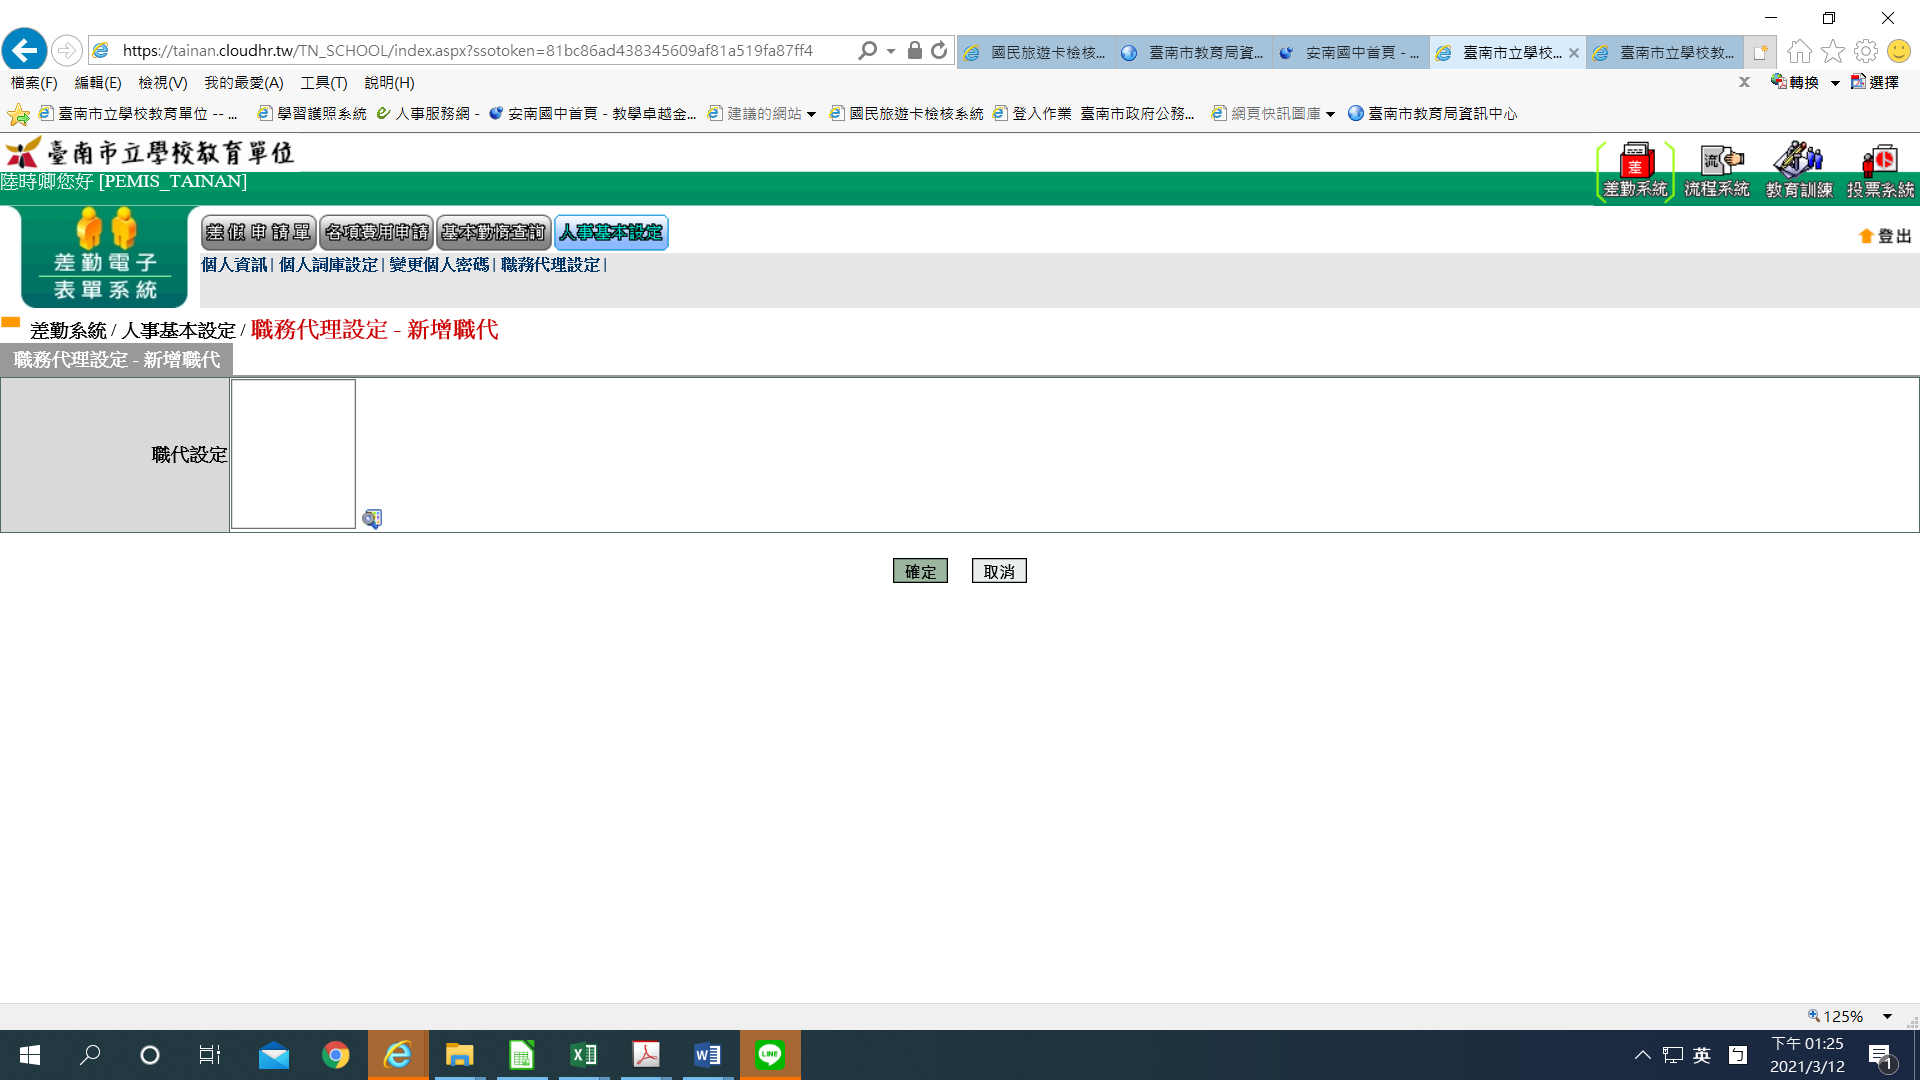 https://tainan.cloudhr.tw/TN_SCHOOL/index.aspx?ssotoken=81bc86ad438345609af81a519fa87ff4
國民旅遊卡檢核... 臺南市教育局資... 安南國中首頁 - ... 臺南市立學校... 臺南市立學校教...
檔案(F) 編輯(E) 檢視(V) 我的最愛(A) 工具(T) 說明(H)
x 轉換 選擇
臺南市立學校教育單位 -- ... 學習護照系統 人事服務網 - 安南國中首頁 - 教學卓越金... 建議的網站 國民旅遊卡檢核系統 登入作業 臺南市政府公務... 網頁快訊圖庫 臺南市教育局資訊中心
臺南市立學校教育單位
陸時卿您好 [PEMIS_TAINAN]
差
流
差勤系統 流程系統 教育訓練 投票系統
差假申請單 各項費用申請 基本勤惰查詢 人事基本設定
登出
差勤電子
表單系統
個人資訊| 個人詞庫設定| 變更個人密碼| 職務代理設定|
差勤系統 / 人事基本設定 / 職務代理設定 - 新增職代
職務代理設定 - 新增職代
職代設定
確定 取消
125%
LINE
英
下午 01:25
2021/3/12
1